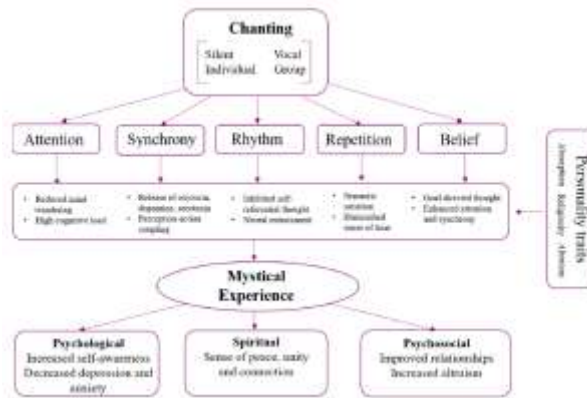 Chanting
Silent Vocal
Individual Group
Attention Synchrony Rhythm Repetition Belief
Reduced mind
wandering
High cognitive load
Release of oxytocin,
dopamine, serotonin
Perception-action
coupling
Inhibited self-
referential thought
Neural entrainment
Semantic
satiation
Diminished
sense of time
Goal-directed thought
Enhanced attention
and synchrony
Personality traits
Absorption Religiosity Altruism
Mystical
Experience
Psychological
Increased self-awareness
Decreased depression and
anxiety
Spiritual
Sense of peace, unity
and connection
Psychosocial
Improved relationships
Increased altruism